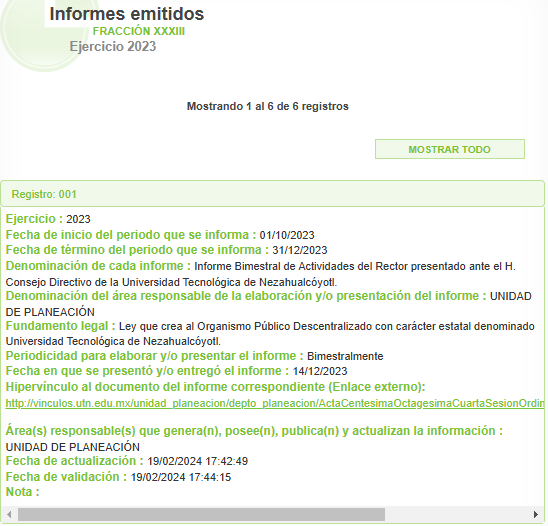 Informes emitidos
FRACCIÓN XXXIII
Ejercicio 2023
Mostrando 1 al 6 de 6 registros
MOSTRAR TODO
Registro: 001
Ejercicio : 2023
Fecha de inicio del periodo que se informa : 01/10/2023
Fecha de término del periodo que se informa : 31/12/2023
Denominación de cada informe : Informe Bimestral de Actividades del Rector presentado ante el H.
Consejo Directivo de la Universidad Tecnológica de Nezahualcóyotl.
Denominación del área responsable de la elaboración y/o presentación del informe : UNIDAD
DE PLANEACIÓN
Fundamento legal : Ley que crea al Organismo Público Descentralizado con carácter estatal denominado
Universidad Tecnológica de Nezahualcóyotl.
Periodicidad para elaborar y/o presentar el informe : Bimestralmente
Fecha en que se presentó y/o entregó el informe : 14/12/2023
Hipervínculo al documento del informe correspondiente (Enlace externo):
http://vinculos.utn.edu.mx/unidad_planeacion/depto_planeacion/ActaCentesimaOctagesimaCuartaSesionOrdin
Área(s) responsable(s) que genera(n), posee(n), publica(n) y actualizan la información :
UNIDAD DE PLANEACIÓN
Fecha de actualización : 19/02/2024 17:42:49
Fecha de validación : 19/02/2024 17:44:15
Nota :